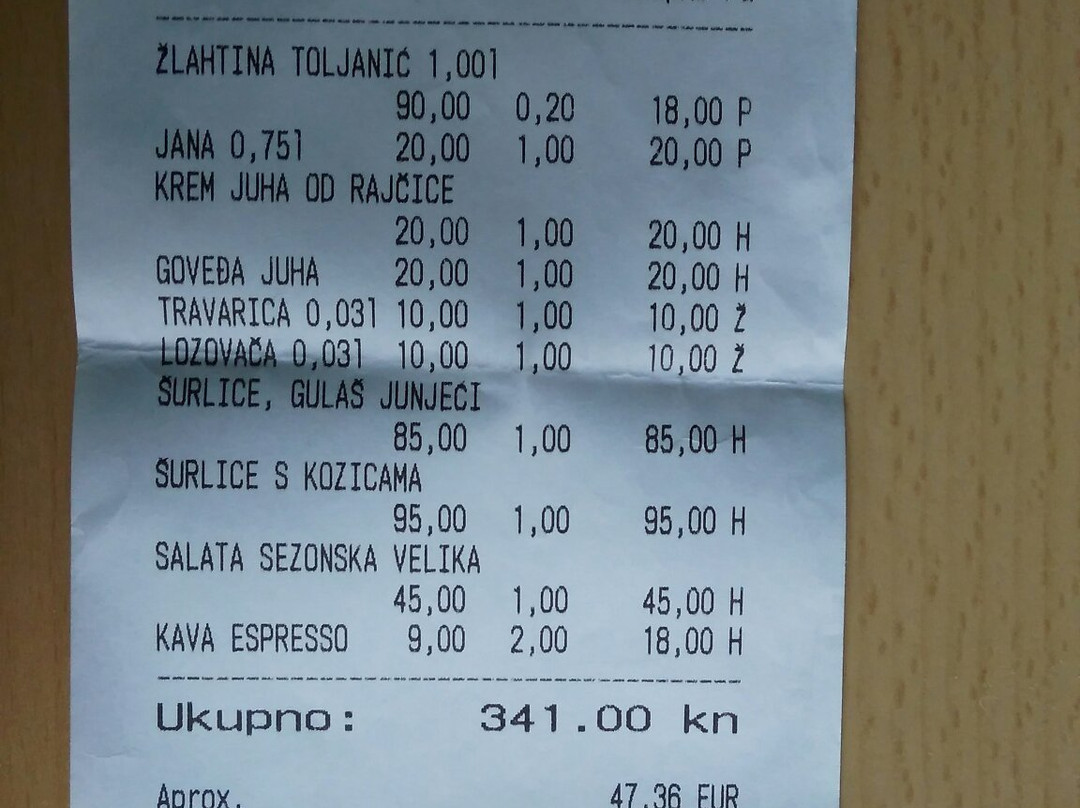 ŽLAHTINA TOLJANIĆ 1,00l
90,00 0,20 18,00 P
JANA 0,75l 20,00 1,00 20,00 P
KREM JUHA OD RAJČICE
20,00 1,00 20,00 H
GOVEĐA JUHA 20,00 1,00 20,00 H
TRAVARICA 0,03l 10,00 1,00 10,00 Ž
LOZOVAČA 0,03l 10,00 1,00 10,00 Ž
ŠURLICE, GULAŠ JUNJEĆI
85,00 1,00 85,00 H
ŠURLICE S KOZICAMA
95,00 1,00 95,00 H
SALATA SEZONSKA VELIKA
45,00 1,00 45,00 H
KAVA ESPRESSO 9,00 2,00 18,00 H
Ukupno: 341.00 kn
Aprox. 47.36 EUR